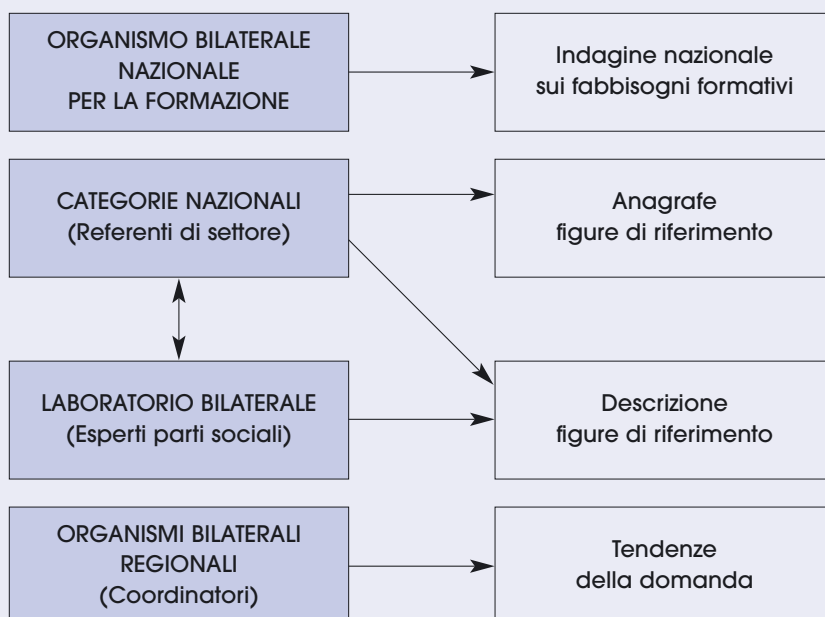 ORGANISMO BILATERALE
NAZIONALE
PER LA FORMAZIONE
Indagine nazionale
sui fabbisogni formativi
CATEGORIE NAZIONALI
(Referenti di settore)
Anagrafe
figure di riferimento
LABORATORIO BILATERALE
(Esperti parti sociali)
Descrizione
figure di riferimento
ORGANISMI BILATERALI
REGIONALI
(Coordinatori)
Tendenze
della domanda